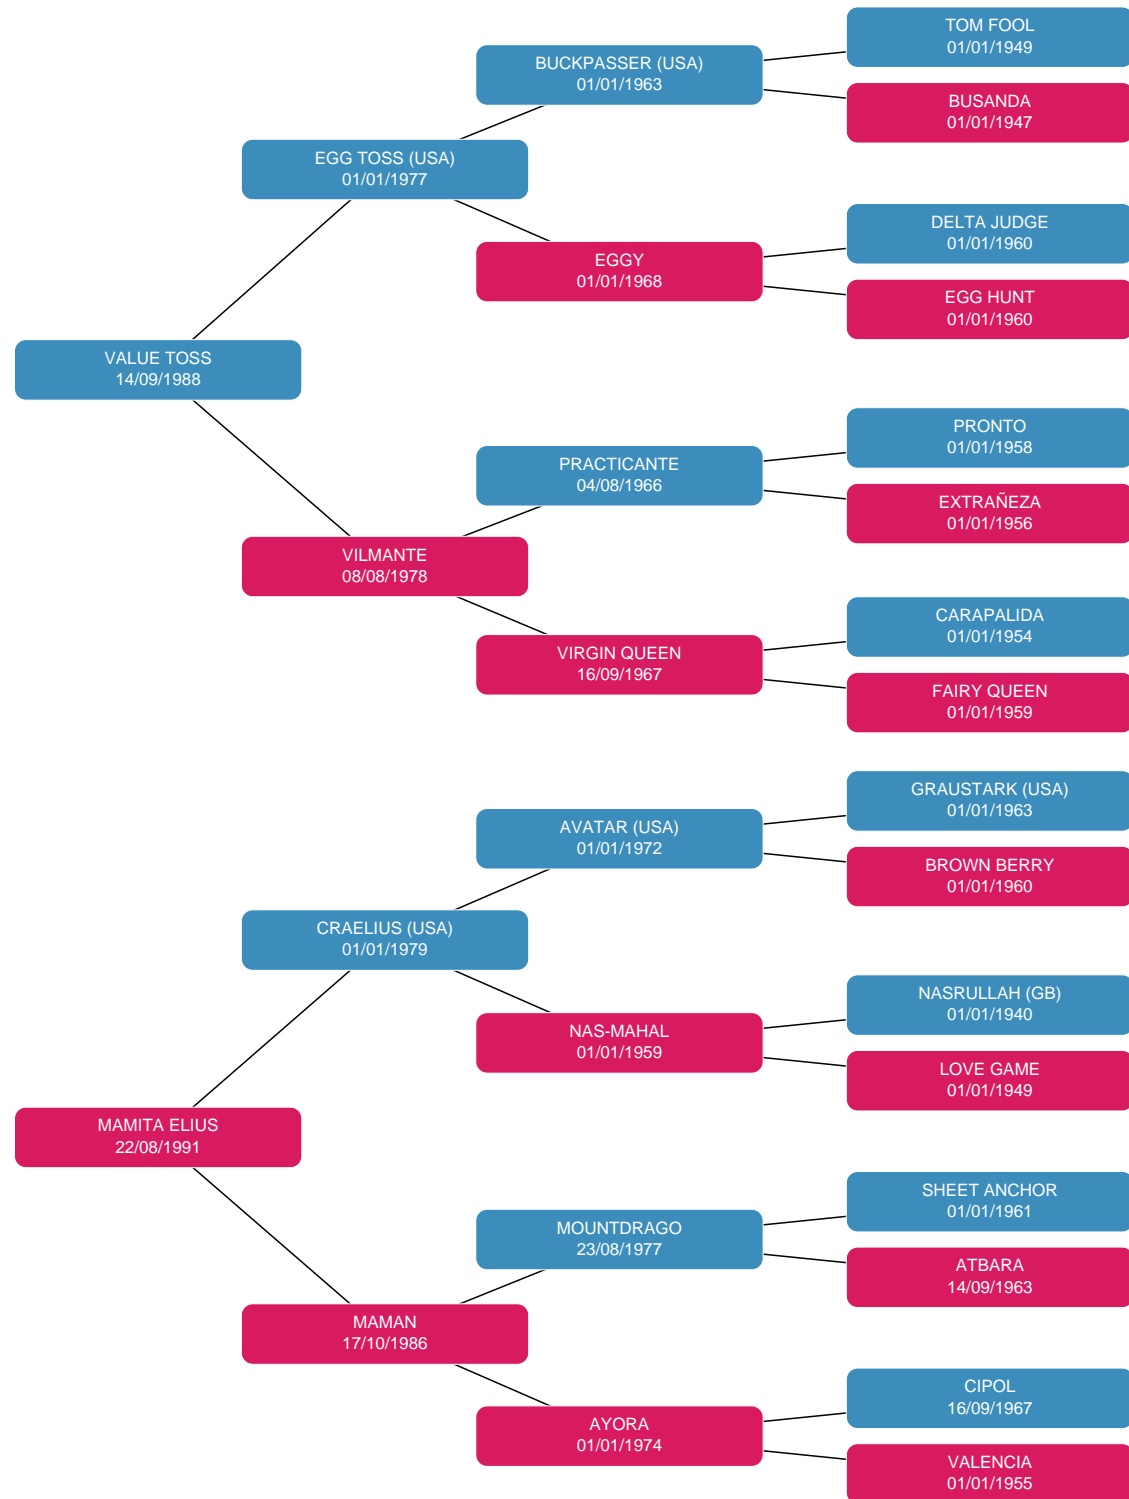 TOM FOOL
01/01/1949
BUCKPASSER (USA)
01/01/1963
BUSANDA
01/01/1947
EGG TOSS (USA)
01/01/1977
DELTA JUDGE
01/01/1960
EGGY
01/01/1968
EGG HUNT
01/01/1960
VALUE TOSS
14/09/1988
PRONTO
01/01/1958
PRACTICANTE
04/08/1966
EXTRAÑEZA
01/01/1956
VILMANTE
08/08/1978
CARAPALIDA
01/01/1954
VIRGIN QUEEN
16/09/1967
FAIRY QUEEN
01/01/1959
GRAUSTARK (USA)
01/01/1963
AVATAR (USA)
01/01/1972
BROWN BERRY
01/01/1960
CRAELIUS (USA)
01/01/1979
NASRULLAH (GB)
01/01/1940
NAS-MAHAL
01/01/1959
LOVE GAME
01/01/1949
MAMITA ELIUS
22/08/1991
SHEET ANCHOR
01/01/1961
MOUNTDRAGO
23/08/1977
ATBARA
14/09/1963
MAMAN
17/10/1986
CIPOL
16/09/1967
AYORA
01/01/1974
VALENCIA
01/01/1955